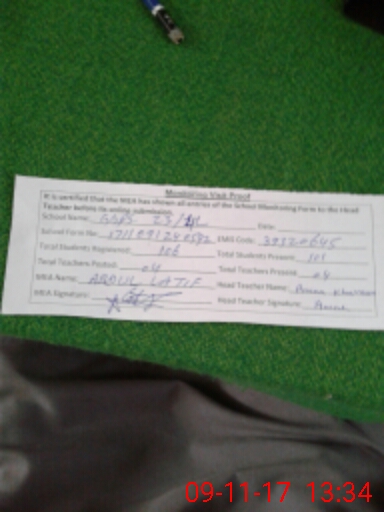 Monitoring Visit Proof
It is certified that the MEA has shown all entries of the School Monitoring Form to the Head
Teacher before its online submission.
School Name: GGPS 23/ Date:
School Form No: EMIS Code: 39320645
Total Students Registered: 106 Total Students Present: 101
Total Teachers Posted: 04 Total Teachers Present: 04
MEA Name: ABDUL LATIF Head Teacher Name:
MEA Signature: Head Teacher Signature:
09-11-17 13:34